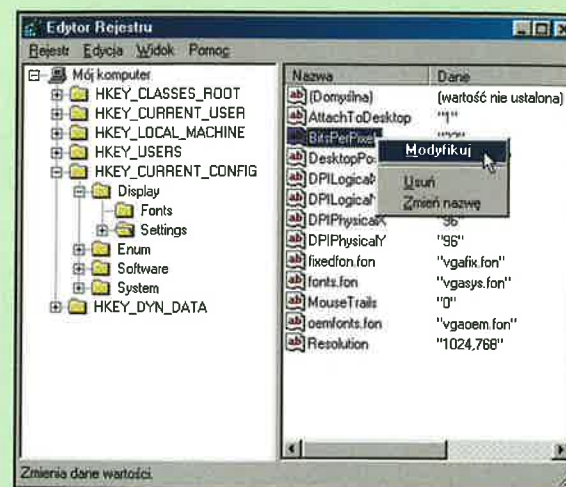 Edytor Rejestru
Rejestr Edycja Widok Pomoc
Mój komputer
HKEY_CLASSES_ROOT
HKEY_CURRENT_USER
HKEY_LOCAL_MACHINE
HKEY_USERS
HKEY_CURRENT_CONFIG
Display
Fonts
Settings
Enum
Software
System
HKEY_DYN_DATA
Nazwa Dane
(Domyślna) (wartość nie ustalona)
AttachToDesktop "1"
BitsPerPixel
Modyfikuj
Usuń
Zmień nazwę
DPIPhysicalX "96"
DPIPhysicalY "96"
fixedfon.fon "vgafix.fon"
fonts.fon "vgasys.fon"
MouseTrails "0"
oemfonts.fon "vgaoem.fon"
Resolution "1024,768"
Zmienia dane wartości.